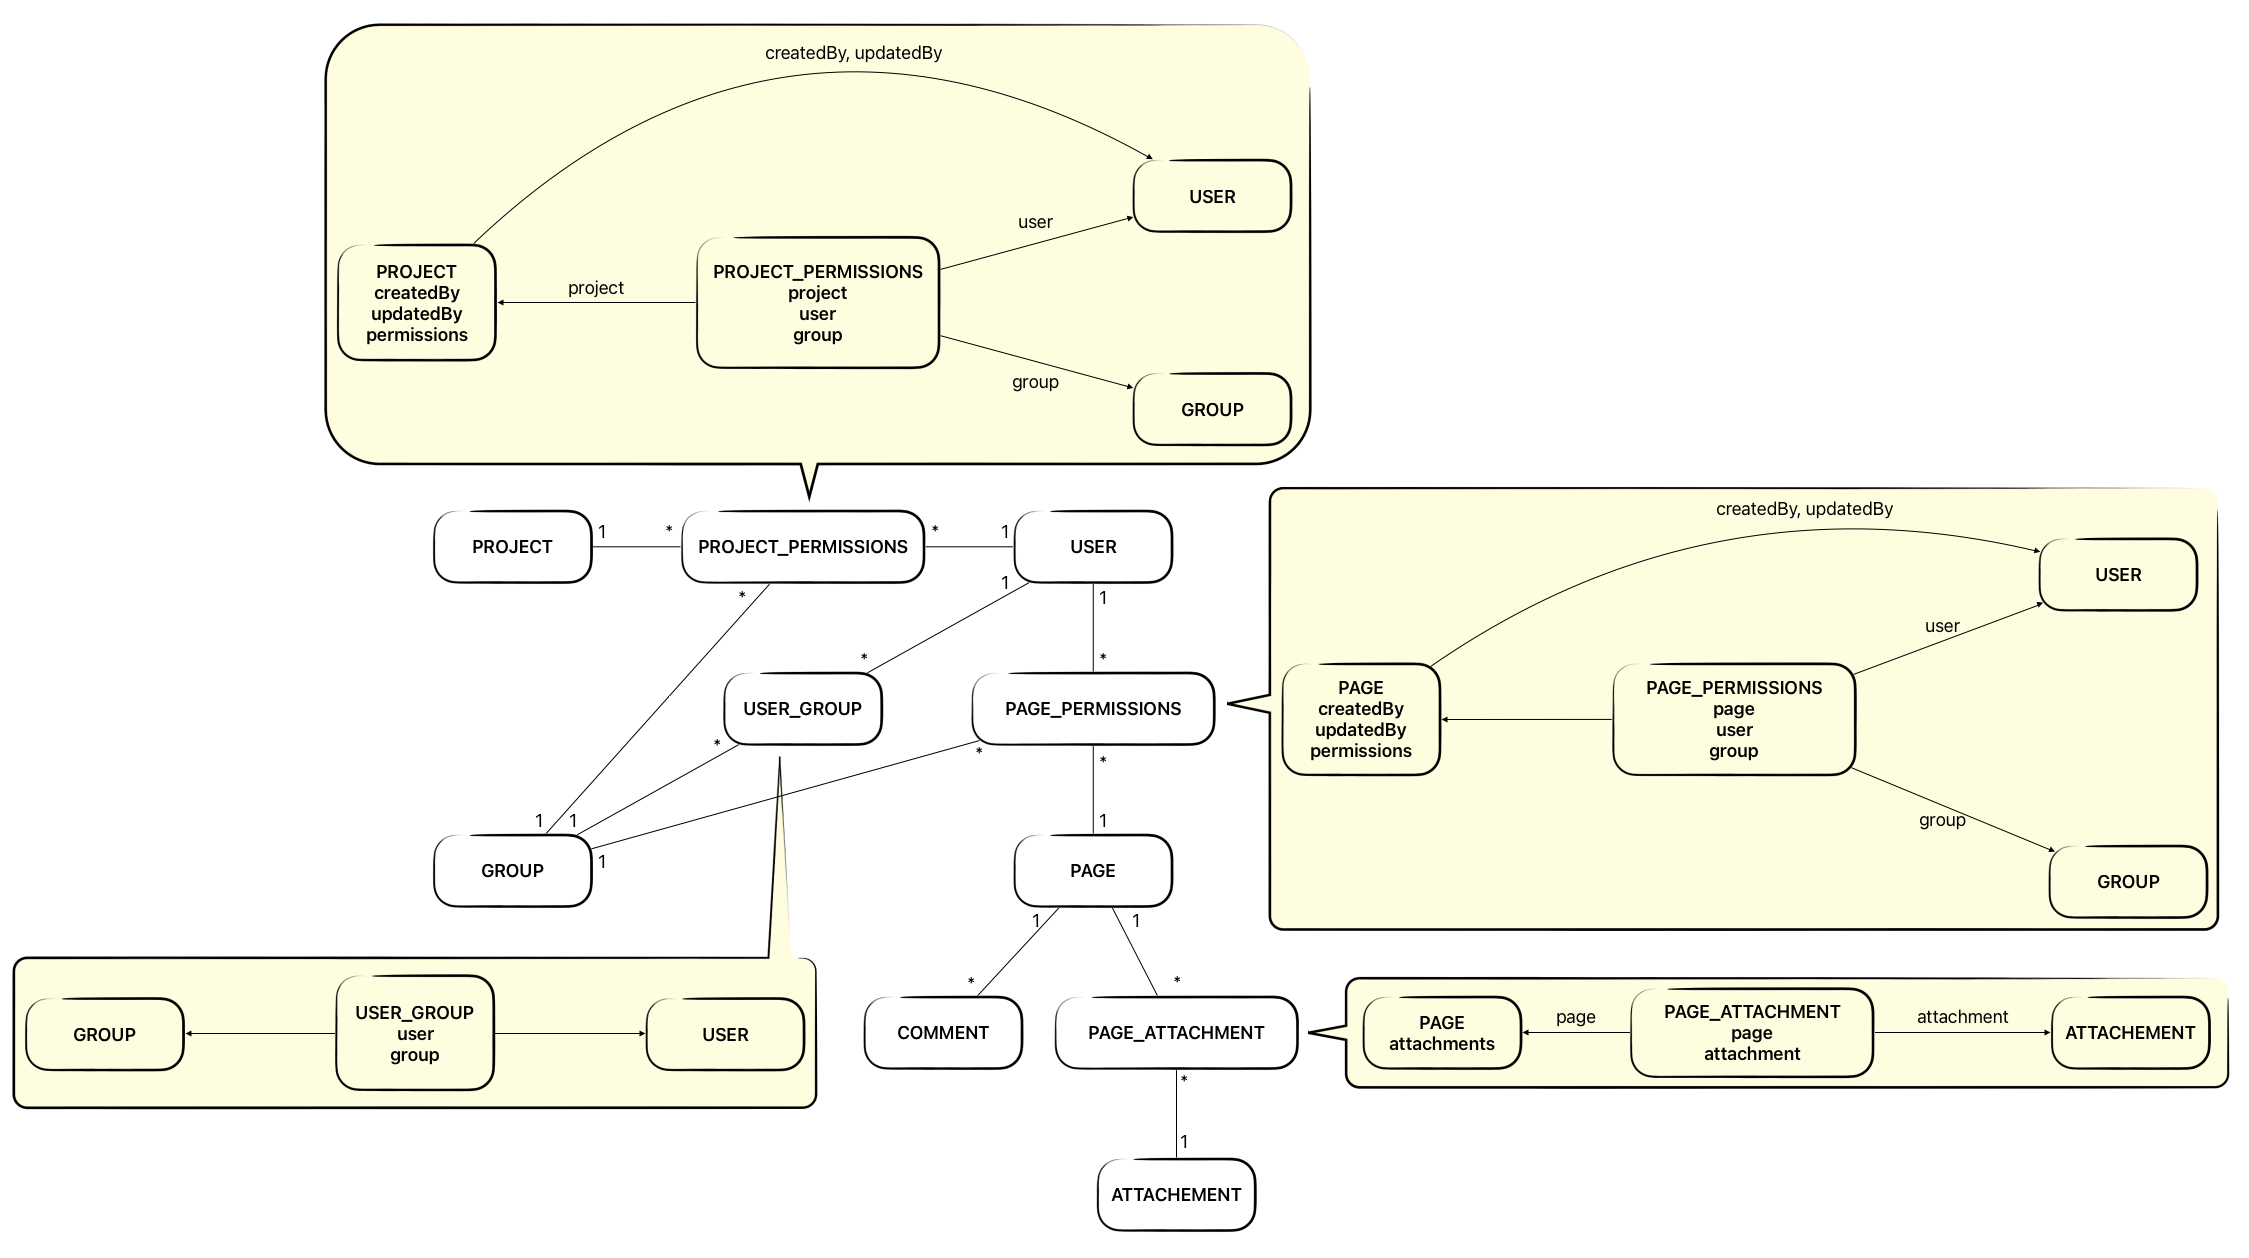 createdBy, updatedBy
USER
user
PROJECT
createdBy
updatedBy
permissions
project
PROJECT_PERMISSIONS
project
user
group
group
GROUP
PROJECT
1
*
PROJECT_PERMISSIONS
*
1
USER
*
1
1
*
*
USER_GROUP
PAGE_PERMISSIONS
*
*
*
1
1
1
1
GROUP
PAGE
1
1
*
*
COMMENT
PAGE_ATTACHMENT
*
1
ATTACHEMENT
createdBy, updatedBy
USER
user
PAGE
createdBy
updatedBy
permissions
PAGE_PERMISSIONS
page
user
group
group
GROUP
GROUP
USER_GROUP
user
group
USER
PAGE
attachments
page
PAGE_ATTACHMENT
page
attachment
attachment
ATTACHEMENT